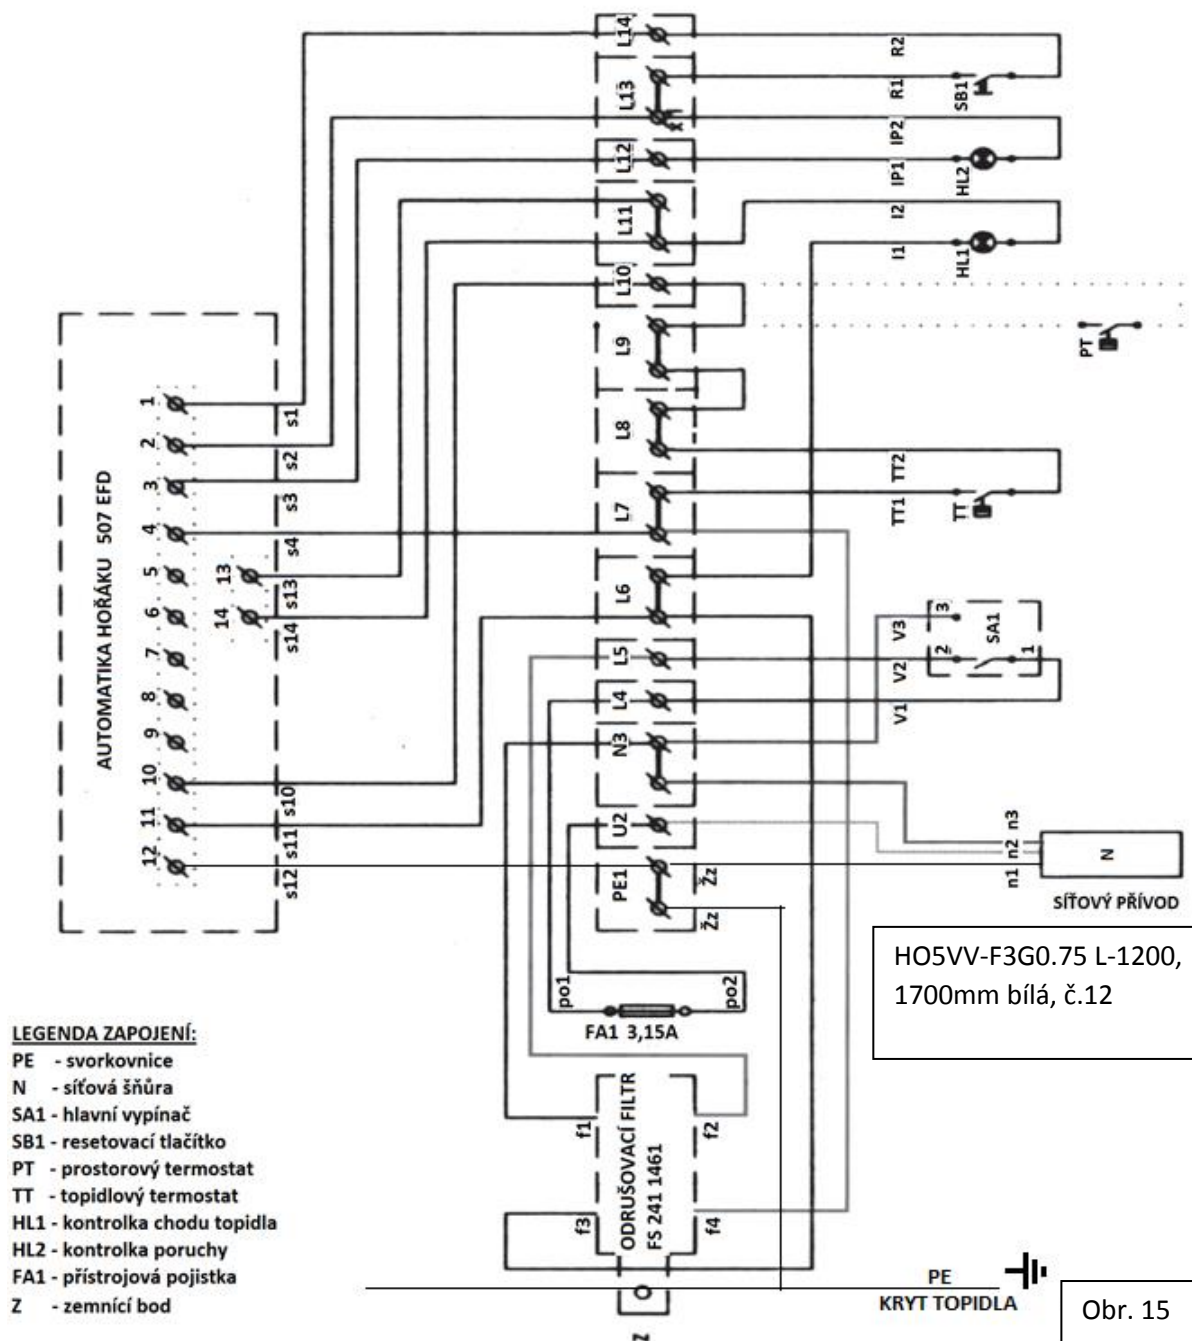 L14
L13
L12
L11
L10
L9
L8
L7
L6
L5
L4
N3
U2
PE1
R2
R1
SB1
IP2
IP1
HL2
I2
I1
HL1
PT
TT2
TT1
TT
V3
V2
V1
3
2
1
SA1
n3
n2
n1
N
SÍŤOVÝ PŘÍVOD
Žz
Žz
AUTOMATIKA HOŘÁKU 507 EFD
1
2
3
4
5
6
7
8
9
10
11
12
13
14
s1
s2
s3
s4
s13
s14
s10
s11
s12
HO5VV-F3G0.75 L-1200,
1700mm bílá, č.12
po1
po2
FA1 3,15A
ODRUŠOVACÍ FILTR
FS 241 1461
f1
f2
f3
f4
Z
PE
KRYT TOPIDLA
LEGENDA ZAPOJENÍ:
PE - svorkovnice
N - síťová šňůra
SA1 - hlavní vypínač
SB1 - resetovací tlačítko
PT - prostorový termostat
TT - topidlový termostat
HL1 - kontrolka chodu topidla
HL2 - kontrolka poruchy
FA1 - přístrojová pojistka
Z - zemnící bod
Obr. 15